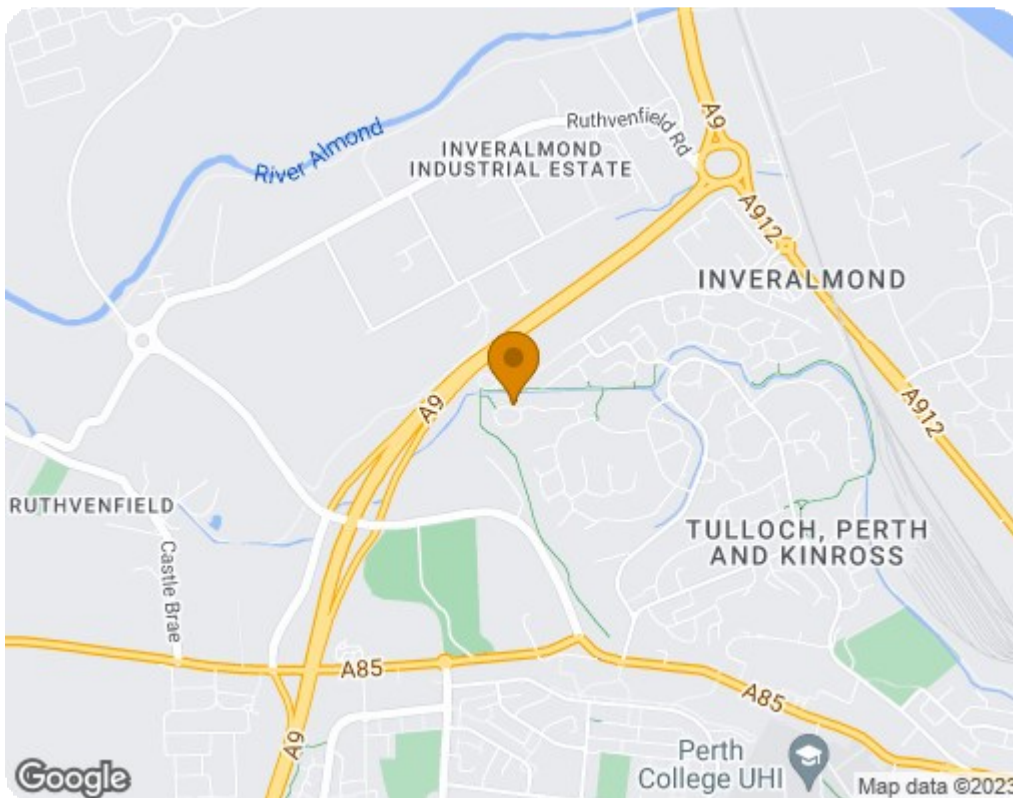 A9
Ruthvenfield Rd
River Almond
INVERALMOND
INDUSTRIAL ESTATE
A912
INVERALMOND
A9
A912
RUTHVENFIELD
TULLOCH, PERTH
AND KINROSS
Castle Brae
A85
A85
A9
Perth
College UHI
Google
Map data ©2023